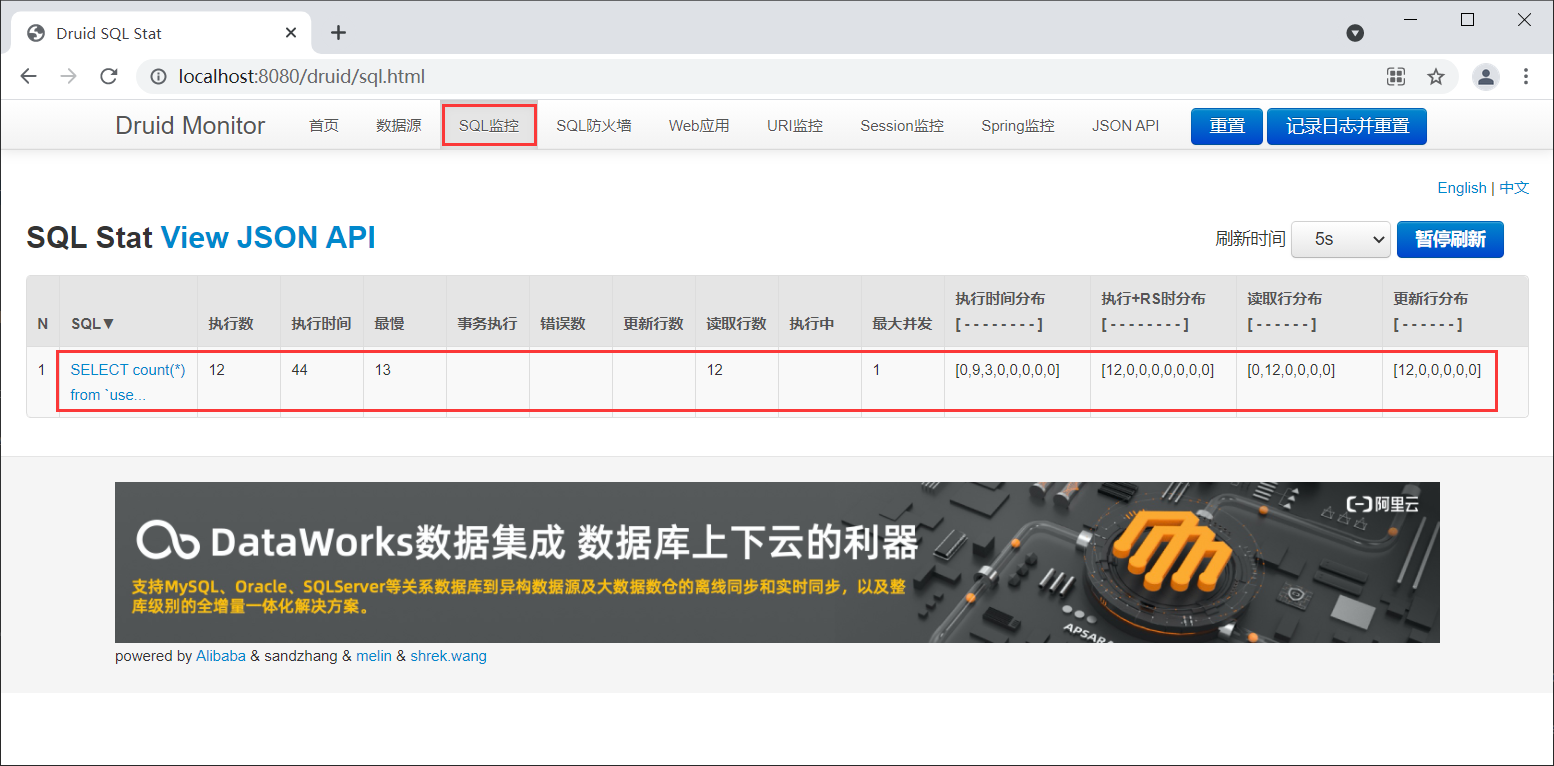 Druid SQL Stat
localhost:8080/druid/sql.html
Druid Monitor 首页 数据源 SQL监控 SQL防火墙 Web应用 URI监控 Session监控 Spring监控 JSON API 重置 记录日志并重置
English | 中文
SQL Stat View JSON API 刷新时间 5s 暂停刷新
N SQL▼ 执行数 执行时间 最慢 事务执行 错误数 更新行数 读取行数 执行中 最大并发 执行时间分布 [ - - - - - - - - ] 执行+RS时分布 [ - - - - - - - - ] 读取行分布 [ - - - - - - ] 更新行分布 [ - - - - - - ]
1 SELECT count(*) 12 44 13 12 1 [0,9,3,0,0,0,0,0] [12,0,0,0,0,0,0,0] [0,12,0,0,0,0] [12,0,0,0,0,0]
from `use...
DataWorks数据集成 数据库上下云的利器
阿里云
支持MySQL、Oracle、SQLServer等关系数据库到异构数据源及大数据数仓的离线同步和实时同步，以及整
库级别的全增量一体化解决方案。
APSARA
powered by Alibaba & sandzhang & melin & shrek.wang